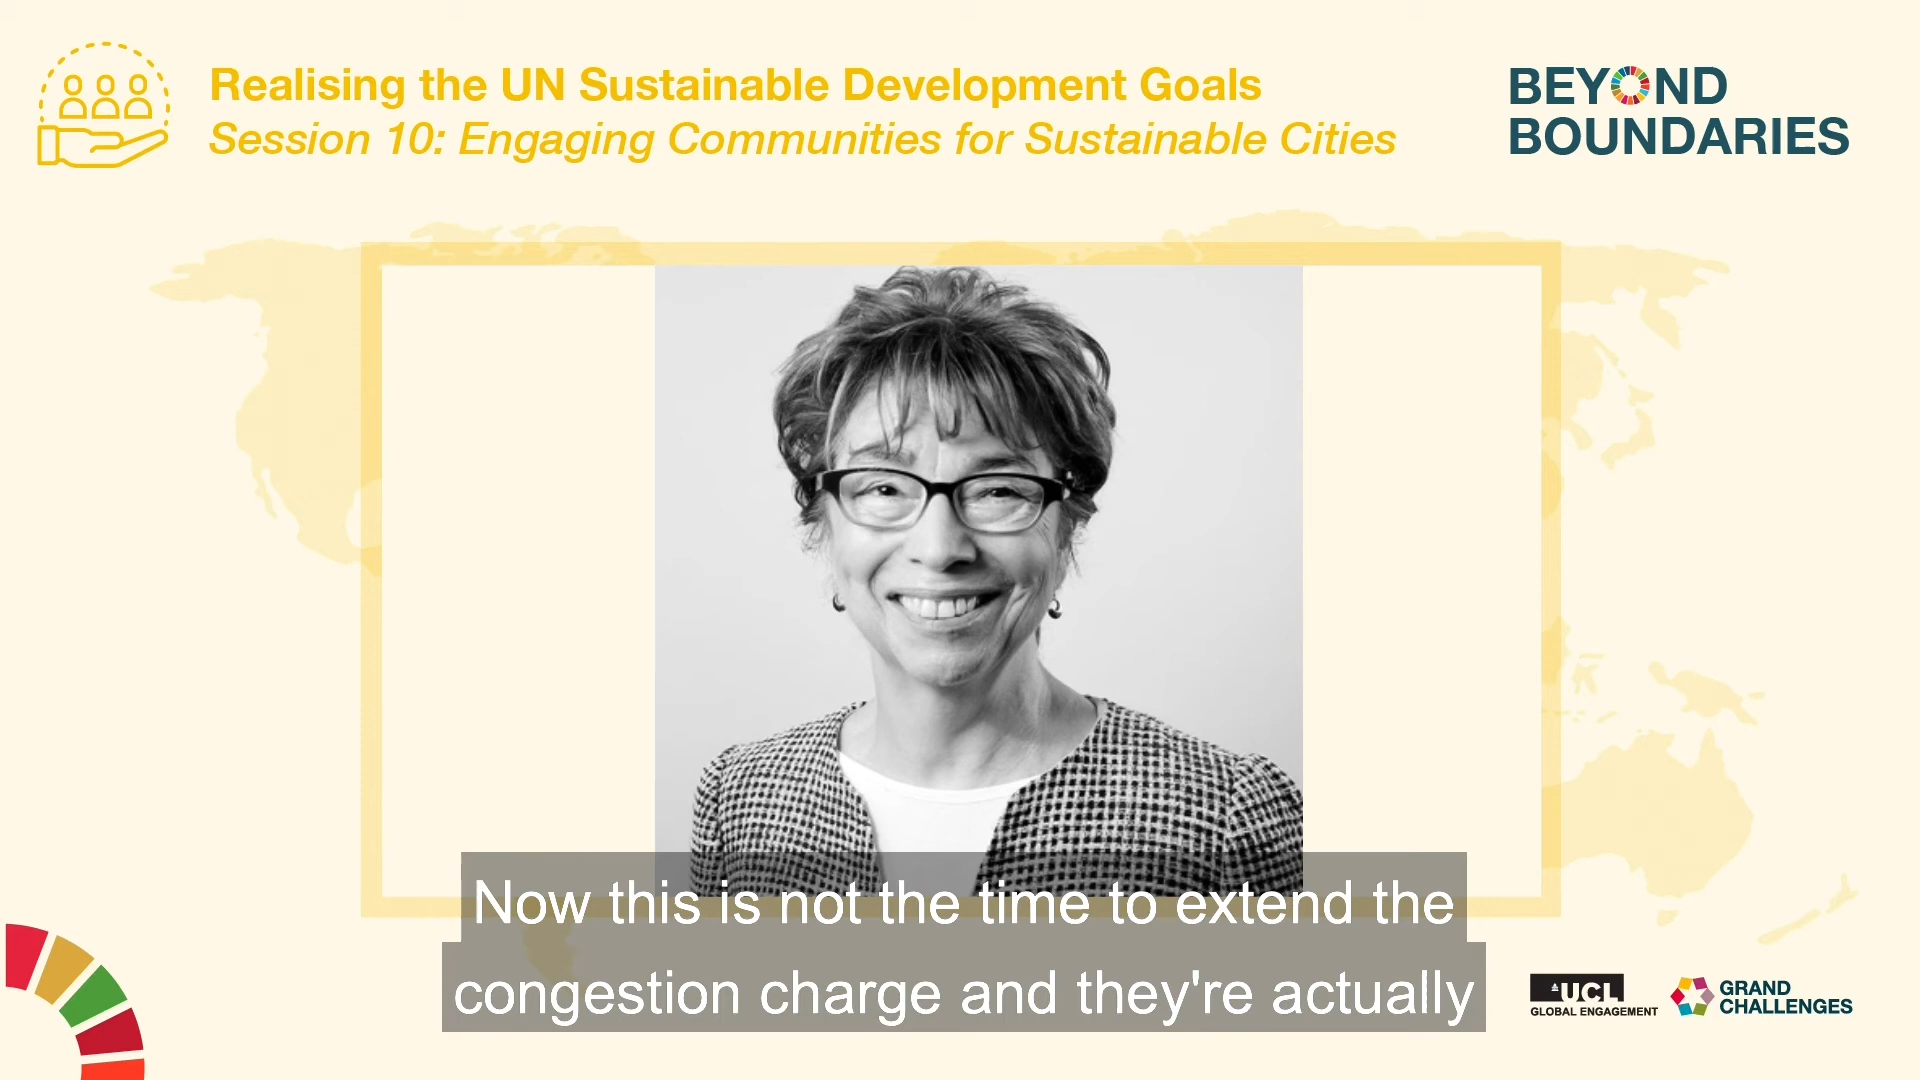 Realising the UN Sustainable Development Goals
Session 10: Engaging Communities for Sustainable Cities
BEYOND
BOUNDARIES
Now this is not the time to extend the
congestion charge and they're actually
UCL
GLOBAL ENGAGEMENT
GRAND
CHALLENGES